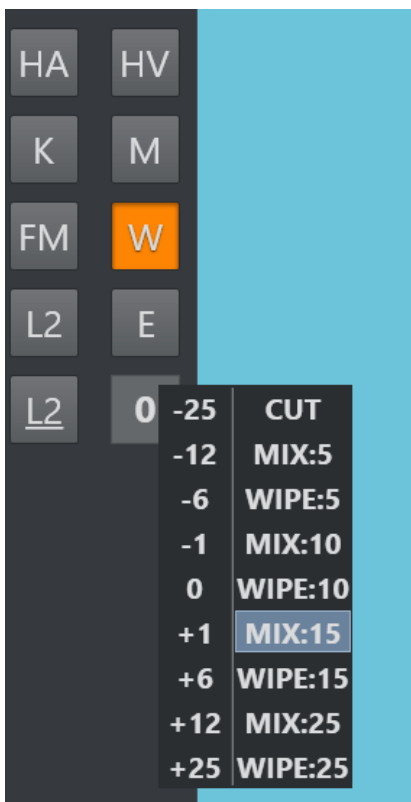 HA HV
K M
FM W
L2 E
L2 0
-25 CUT
-12 MIX:5
-6 WIPE:5
-1 MIX:10
0 WIPE:10
+1 MIX:15
+6 WIPE:15
+12 MIX:25
+25 WIPE:25